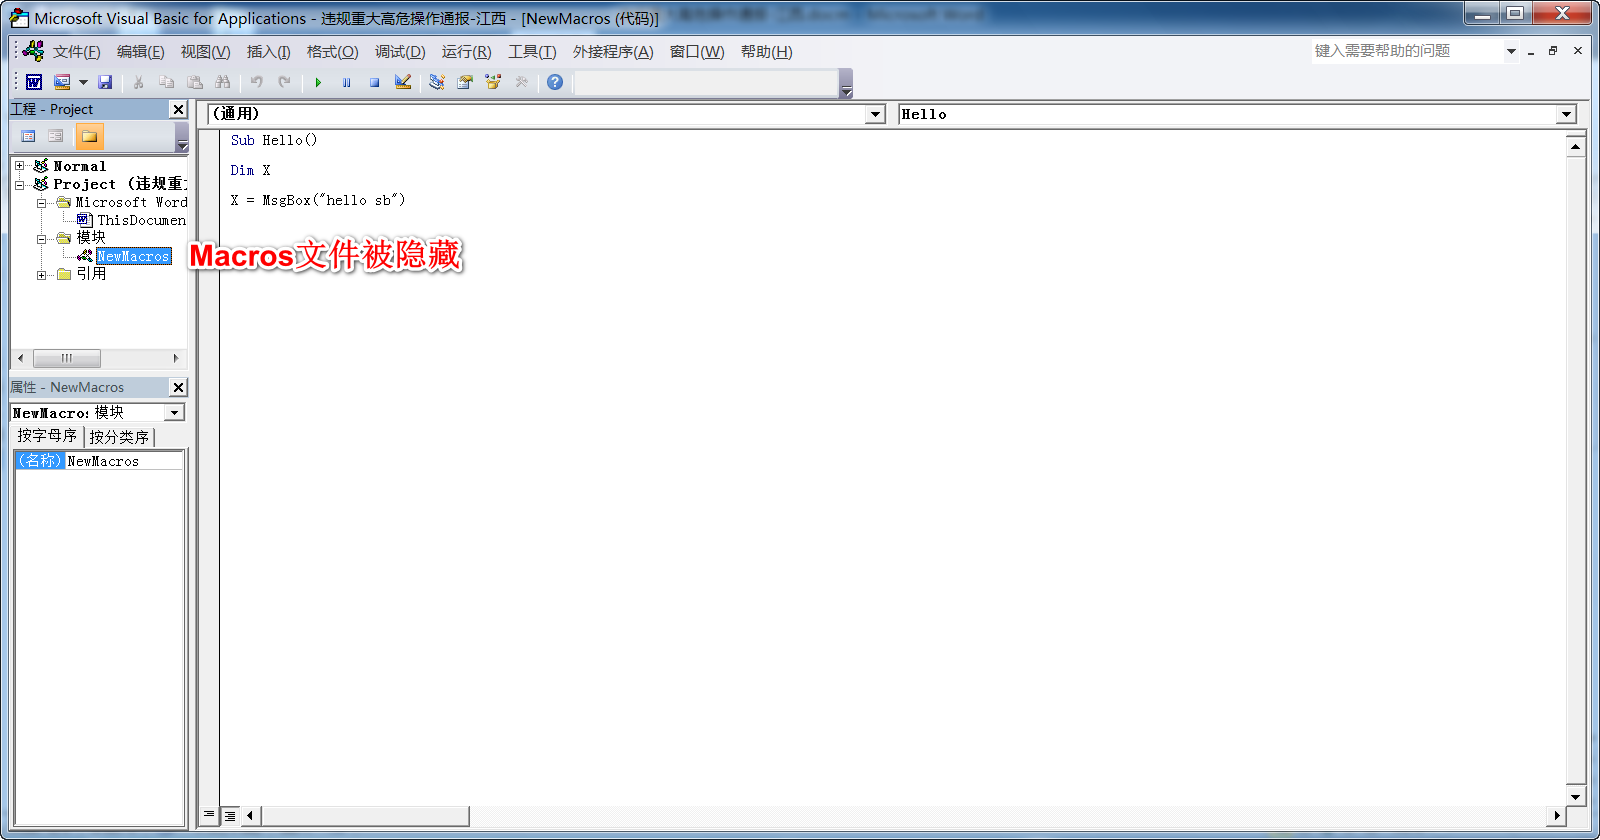 Microsoft Visual Basic for Applications - 违规重大高危操作通报-江西 - [NewMacros (代码)]
文件(F) 编辑(E) 视图(V) 插入(I) 格式(O) 调试(D) 运行(R) 工具(T) 外接程序(A) 窗口(W) 帮助(H) 键入需要帮助的问题
工程 - Project
(通用) Hello
Sub Hello()
Dim X
X = MsgBox("hello sb")
Normal
Project (违规重
Microsoft Word
ThisDocumen
模块
NewMacros
引用
Macros文件被隐藏
属性 - NewMacros
NewMacro: 模块
按字母序 按分类序
(名称) NewMacros